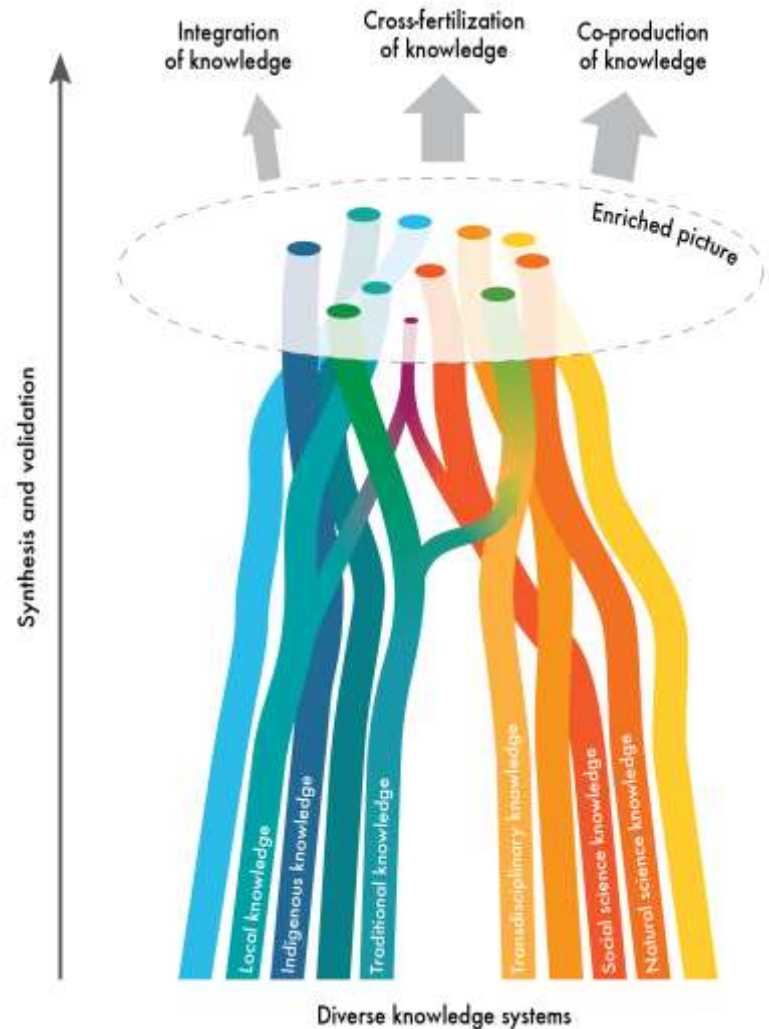 Integration
of knowledge
Cross-fertilization
of knowledge
Co-production
of knowledge
Enriched picture
Synthesis and validation
Local knowledge
Indigenous knowledge
Traditional knowledge
Transdisciplinary knowledge
Social science knowledge
Natural science knowledge
Diverse knowledge systems